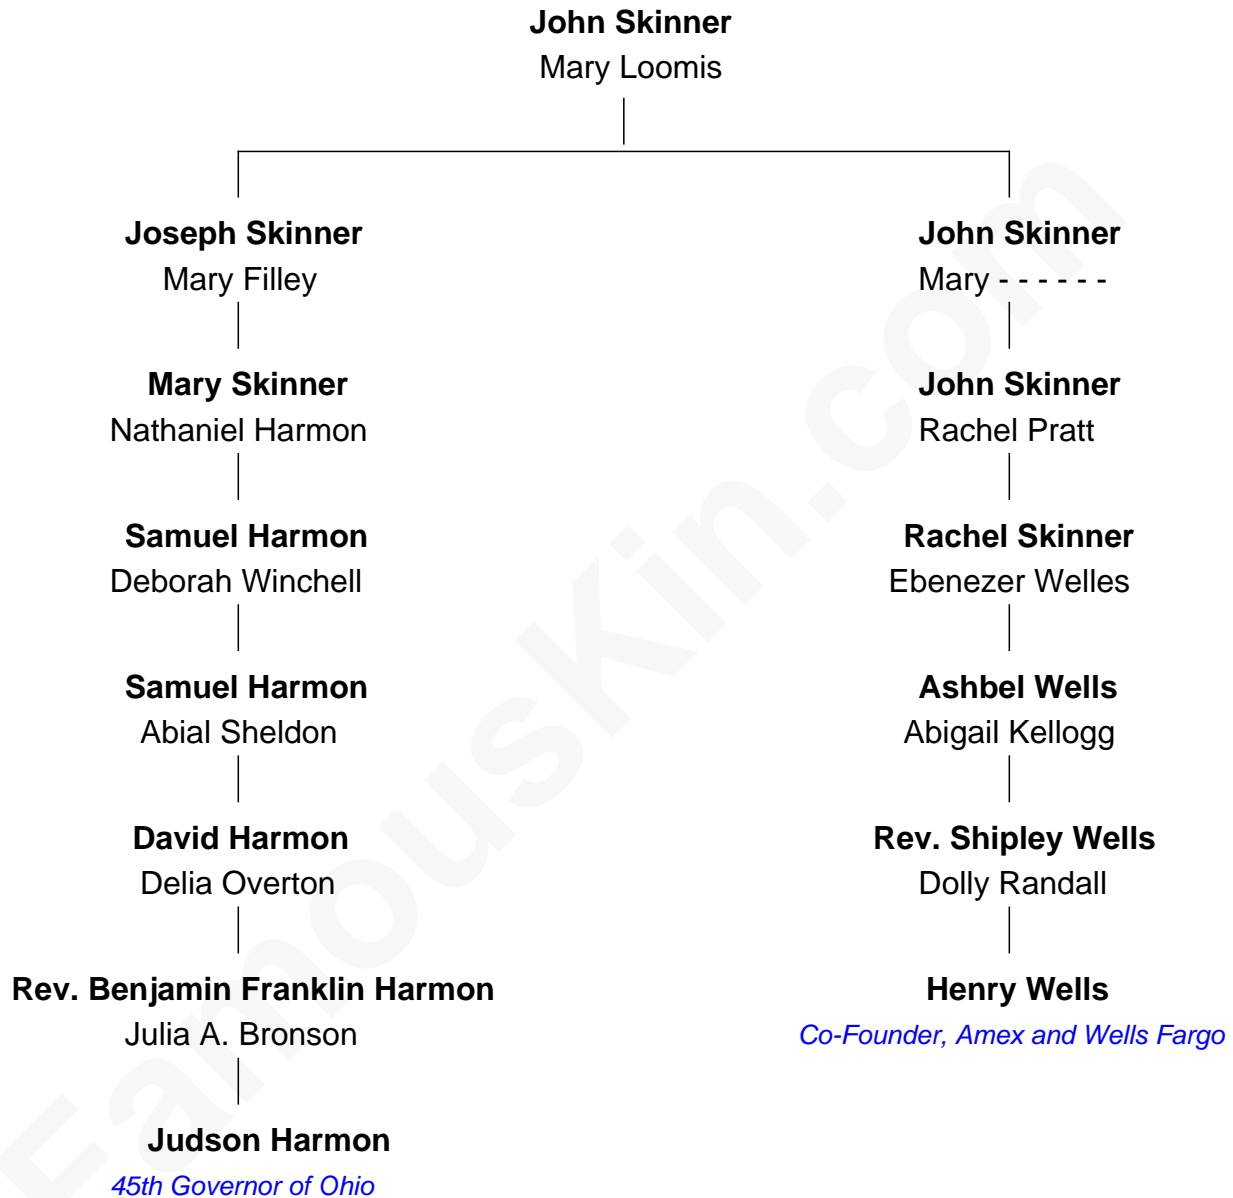 John Skinner
Mary Loomis
Joseph Skinner
Mary Filley
Mary Skinner
Nathaniel Harmon
Samuel Harmon
Deborah Winchell
Samuel Harmon
Abial Sheldon
David Harmon
Delia Overton
Rev. Benjamin Franklin Harmon
Julia A. Bronson
Judson Harmon
45th Governor of Ohio
John Skinner
Mary - - - - - -
John Skinner
Rachel Pratt
Rachel Skinner
Ebenezer Welles
Ashbel Wells
Abigail Kellogg
Rev. Shipley Wells
Dolly Randall
Henry Wells
Co-Founder, Amex and Wells Fargo
FamousKin.com